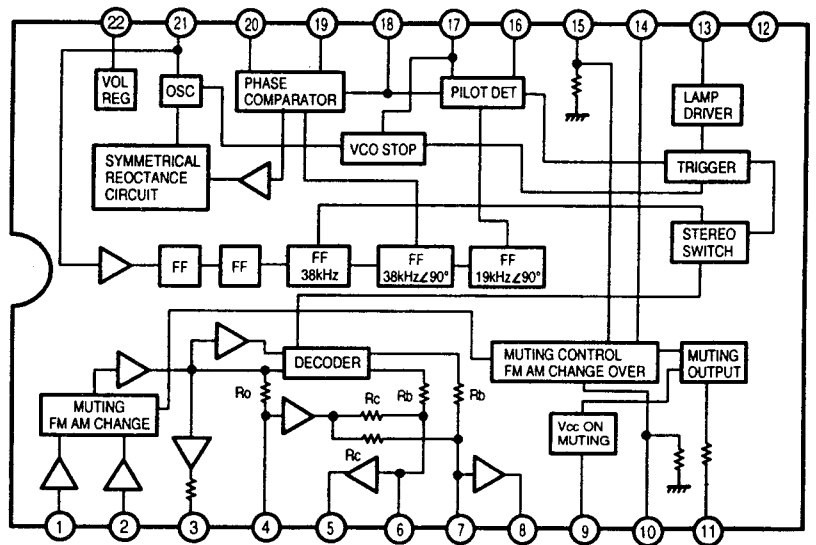 22 21 20 19 18 17 16 15 14 13 12
VOL
REG
OSC
PHASE
COMPARATOR
PILOT DET
LAMP
DRIVER
VCO STOP
TRIGGER
SYMMETRICAL
REOCTANCE
CIRCUIT
STEREO
SWITCH
FF
FF
FF
38kHz
FF
38kHz∠90°
FF
19kHz∠90°
DECODER
MUTING CONTROL
FM AM CHANGE OVER
MUTING
OUTPUT
MUTING
FM AM CHANGE
Ro
Rc
Rb
Rb
Rc
Vcc ON
MUTING
1 2 3 4 5 6 7 8 9 10 11